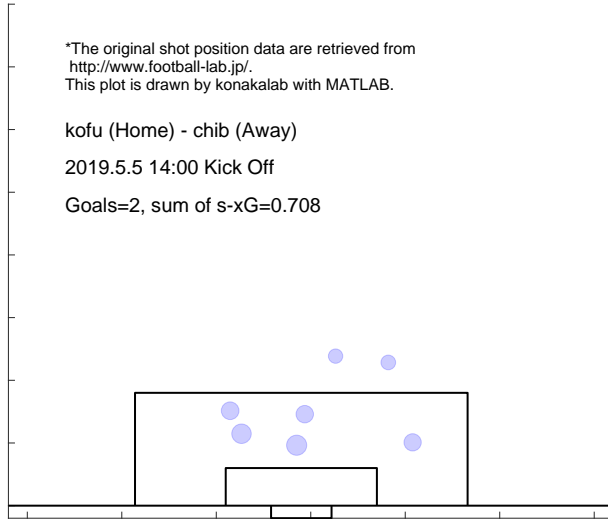 *The original shot position data are retrieved from
http://www.football-lab.jp/.
This plot is drawn by konakalab with MATLAB.
kofu (Home) - chib (Away)
2019.5.5 14:00 Kick Off
Goals=2, sum of s-xG=0.708